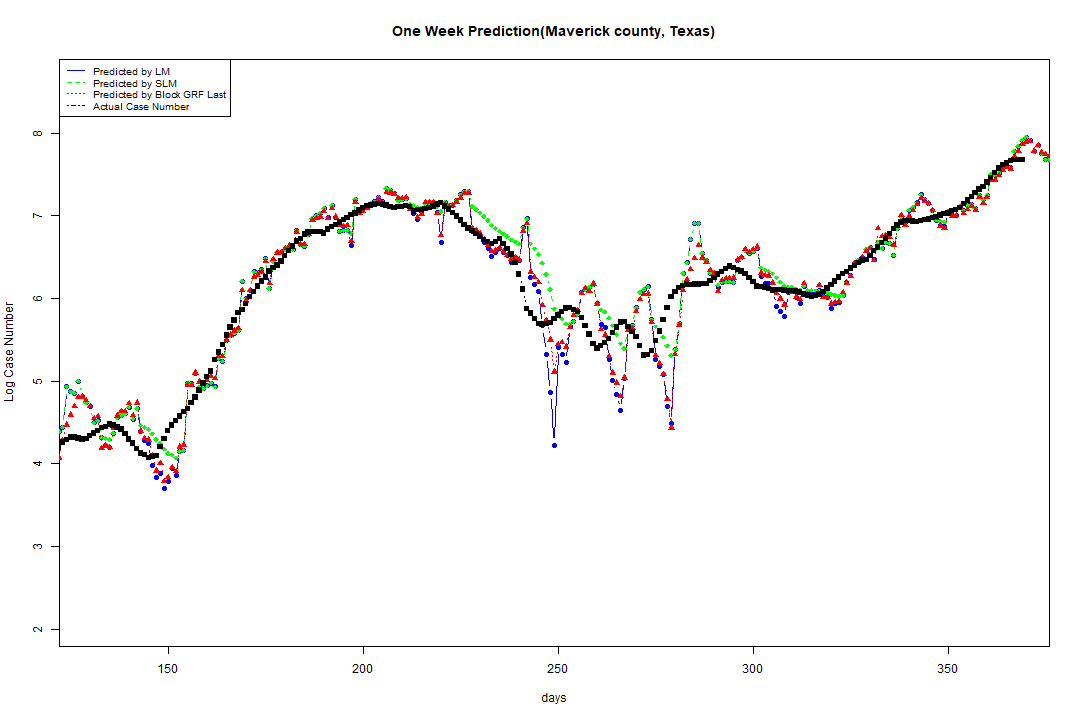 One Week Prediction(Maverick county, Texas)
Predicted by LM
Predicted by SLM
Predicted by Block GRF Last
Actual Case Number
Log Case Number
8
7
6
5
4
3
2
150 200 250 300 350
days